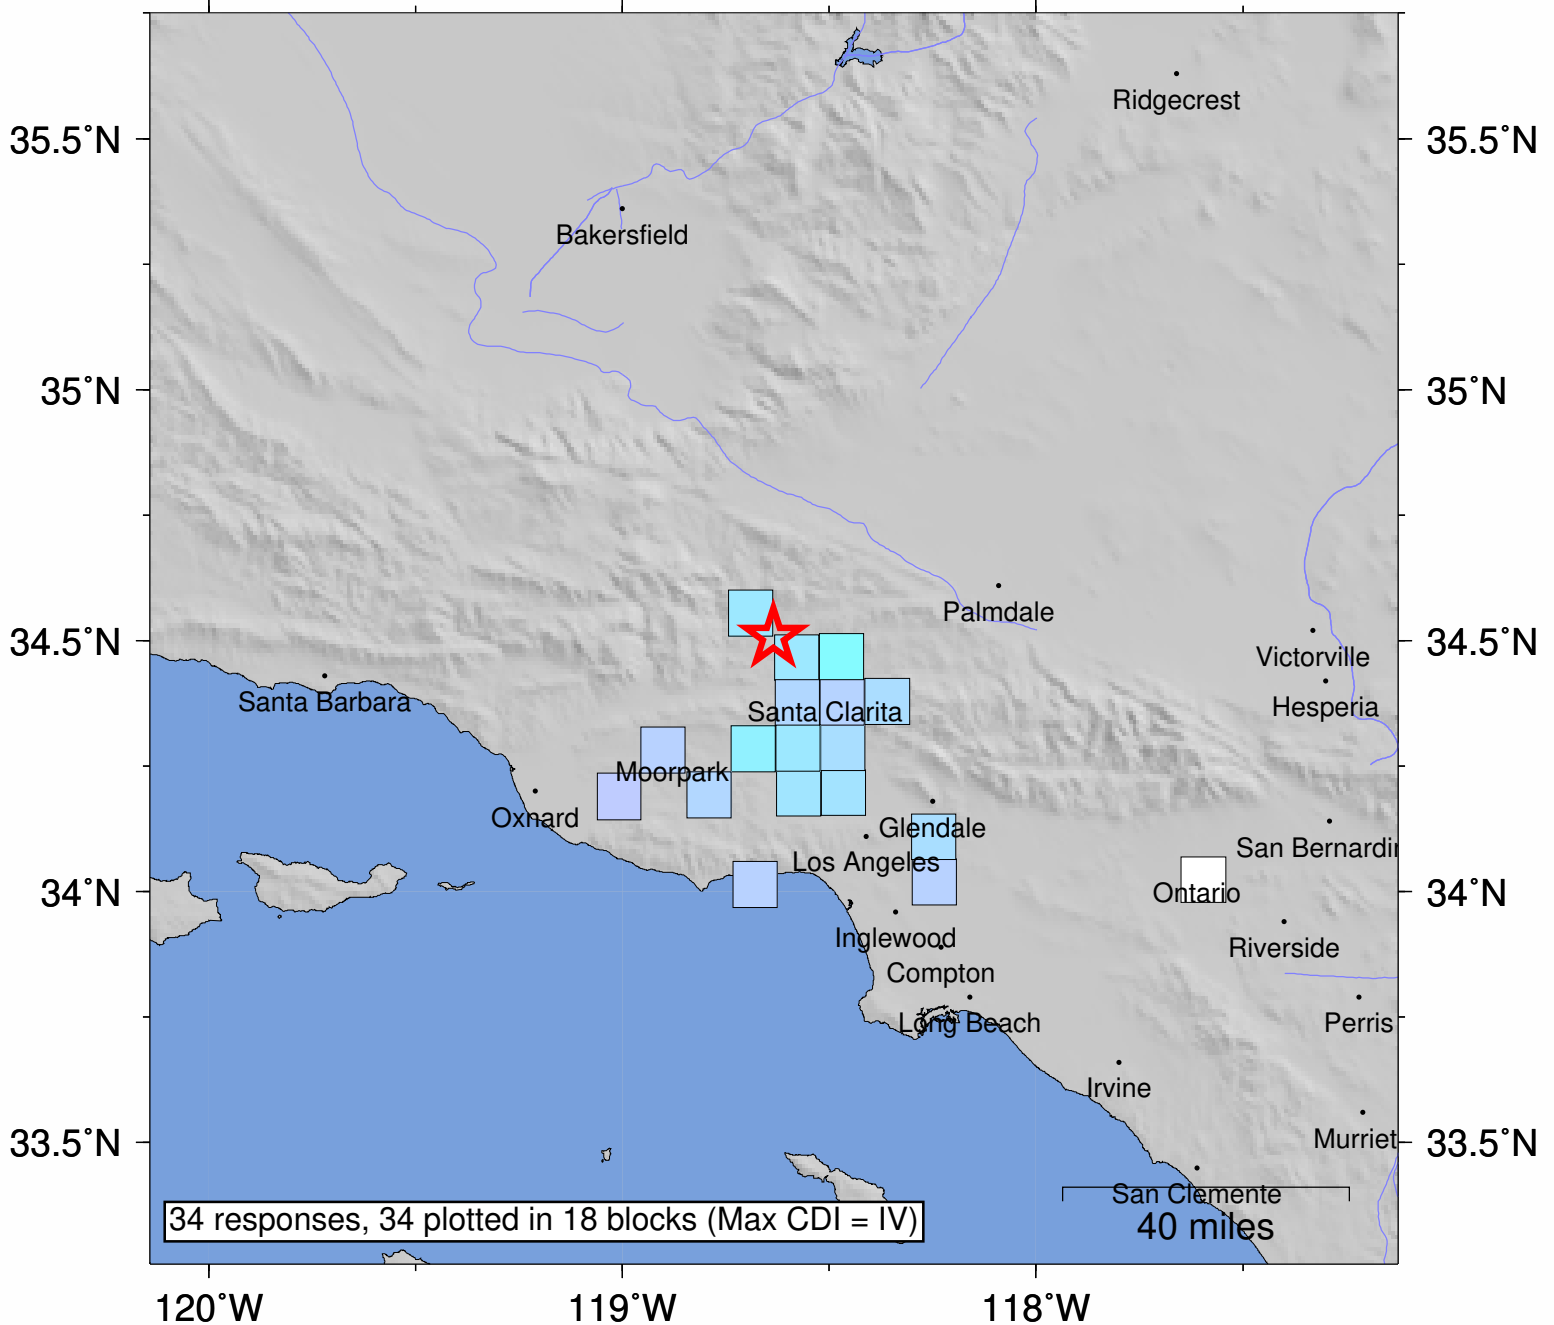 Ridgecrest
35.5°N
35.5°N
Bakersfield
35°N
35°N
Palmdale
34.5°N
34.5°N
Victorville
Santa Barbara
Hesperia
Santa Clarita
Moorpark
Oxnard
Glendale
San Bernardin
Los Angeles
34°N
Ontario
34°N
Inglewood
Riverside
Compton
Long Beach
Perris
Irvine
33.5°N
Murriet
33.5°N
San Clemente
34 responses, 34 plotted in 18 blocks (Max CDI = IV)
40 miles
120°W
119°W
118°W